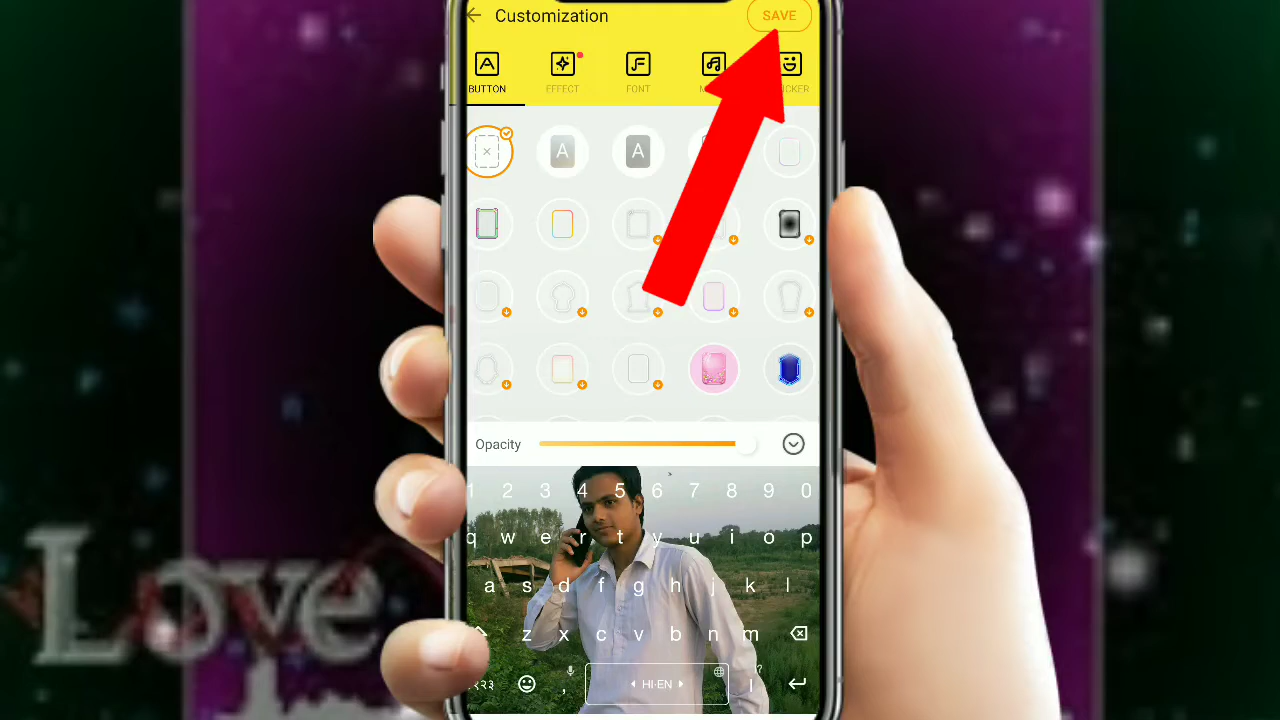 Customization
SAVE
BUTTON
EFFECT
FONT
A
A
Opacity
1 2 3 4 5 6 7 8 9 0
q w e r t y u i o p
a s d f g h j k l
z x c v b n m
, HI·EN !?
Love